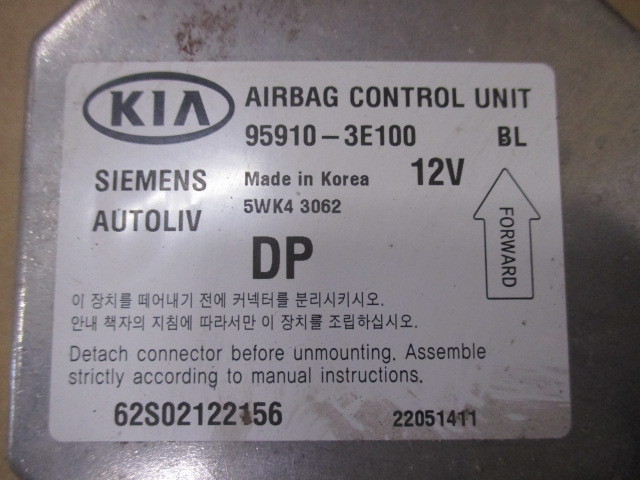 KIA AIRBAG CONTROL UNIT
95910-3E100 BL
SIEMENS Made in Korea 12V
AUTOLIV 5WK4 3062
FORWARD
DP
이 장치를 떼어내기 전에 커넥터를 분리시키시오.
안내 책자의 지침에 따라서만 이 장치를 조립하십시오.
Detach connector before unmounting. Assemble
strictly according to manual instructions.
62S02122156 22051411